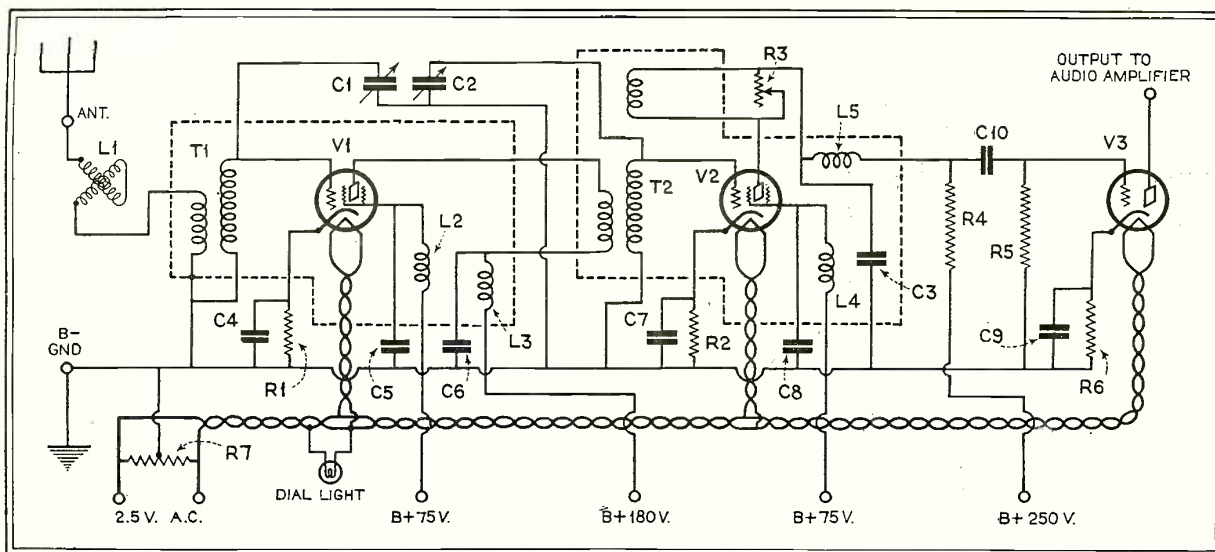 ANT.
L1
T1
C1
C2
V1
L2
R3
OUTPUT TO
AUDIO AMPLIFIER
L5
C10
V3
T2
V2
R4
R5
L4
C3
B-
GND
C4
R1
C5
C6
L3
C7
R2
C8
C9
R6
R7
DIAL LIGHT
2.5 V. A.C.
B+75 V.
B+180 V.
B+75 V.
B+250 V.